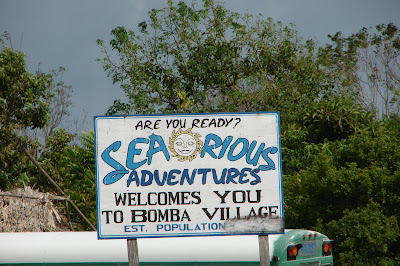 ARE YOU READY?
SEARIOUS
ADVENTURES
WELCOMES YOU
TO BOMBA VILLAGE
EST. POPULATION